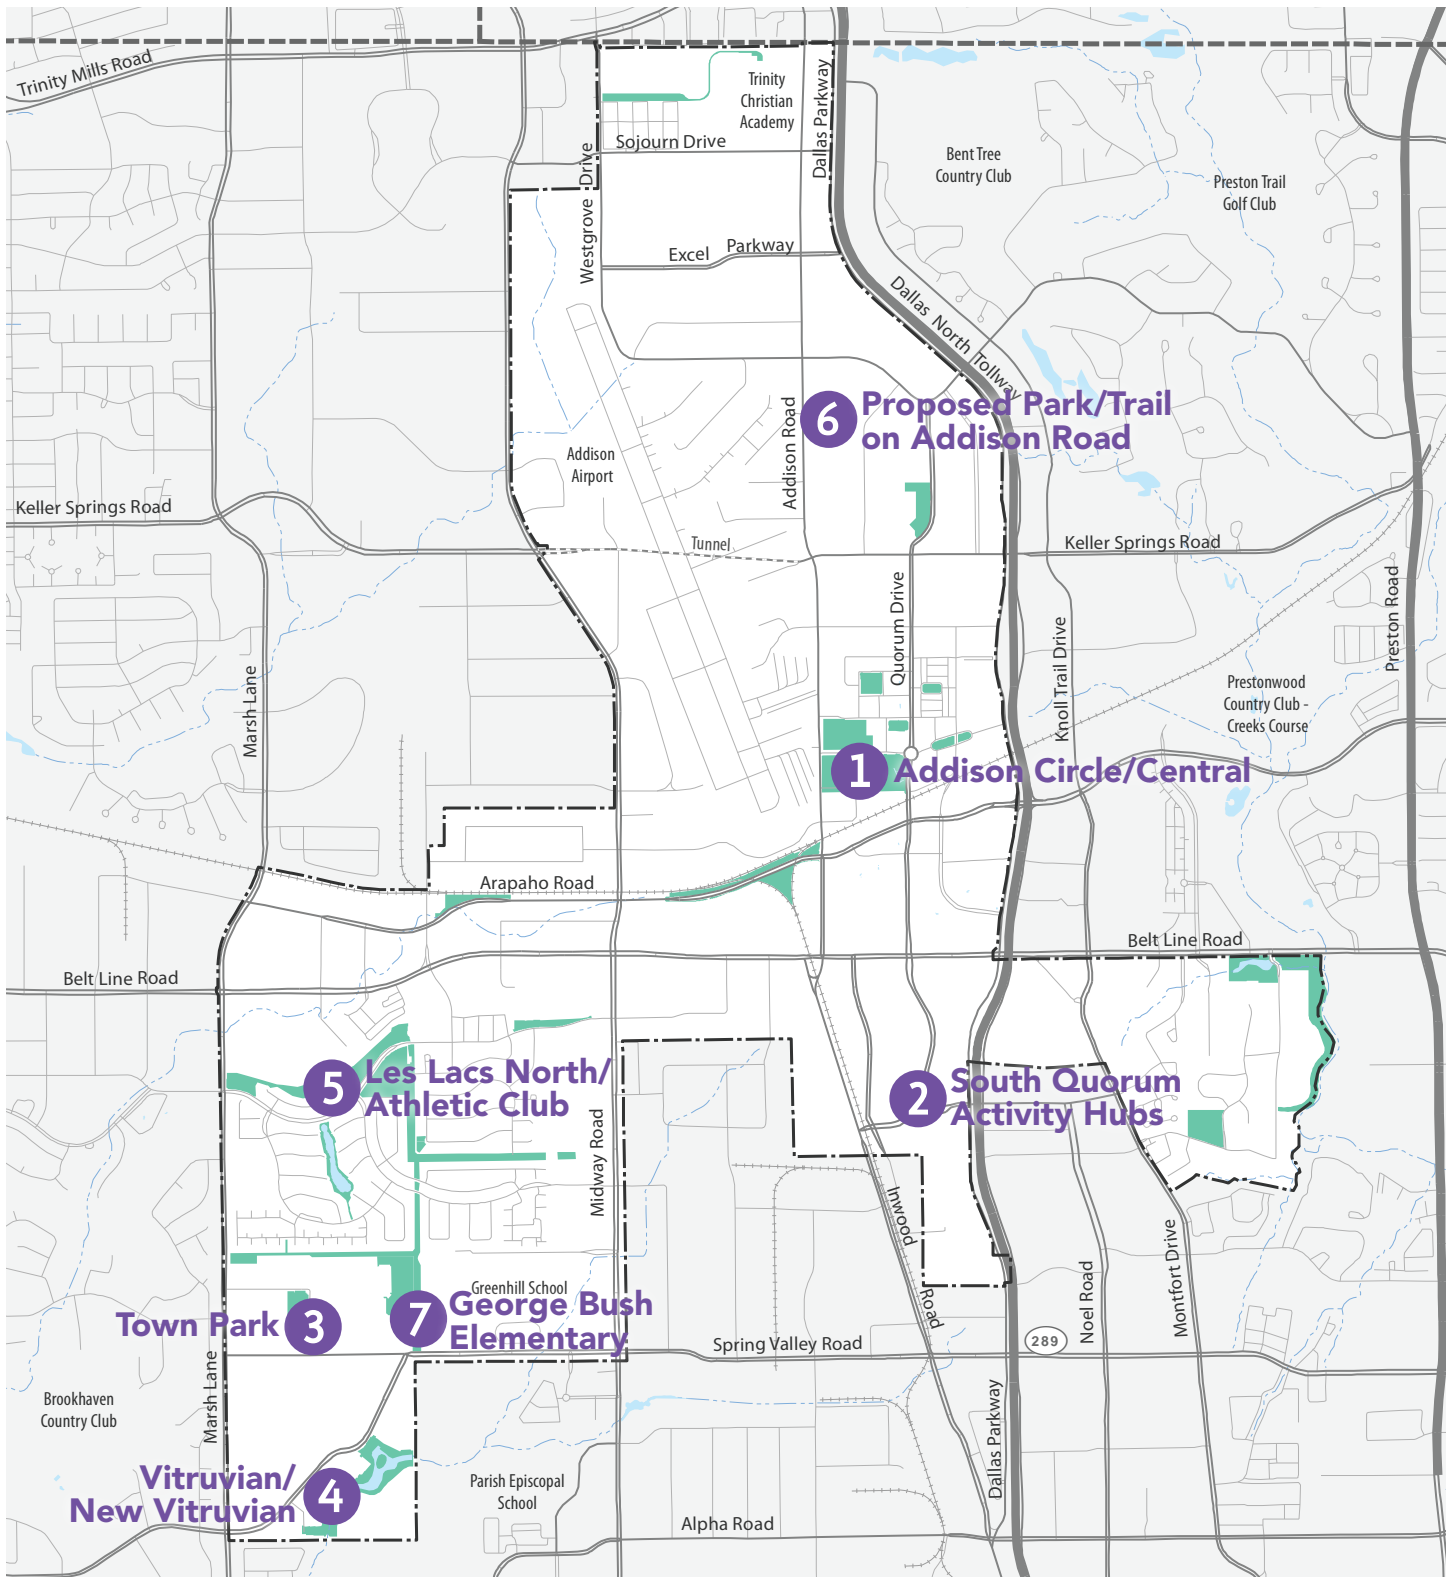 Trinity Mills Road
Trinity
Christian
Academy
Dallas Parkway
Sojourn Drive
Bent Tree
Country Club
Preston Trail
Golf Club
Westgrove Drive
Excel Parkway
Dallas North Tollway
6 Proposed Park/Trail
on Addison Road
Addison Road
Addison
Airport
Keller Springs Road
Tunnel
Keller Springs Road
Quorum Drive
Preston Road
Knoll Trail Drive
Marsh Lane
Prestonwood
Country Club -
Creeks Course
1 Addison Circle/Central
Arapaho Road
Belt Line Road
Belt Line Road
5 Les Lacs North/
Athletic Club
2 South Quorum
Activity Hubs
Midway Road
Inwood Road
Noel Road
Montfort Drive
Greenhill School
Town Park 3
7 George Bush
Elementary
Spring Valley Road
289
Marsh Lane
Brookhaven
Country Club
Dallas Parkway
Vitruvian/
New Vitruvian 4
Parish Episcopal
School
Alpha Road